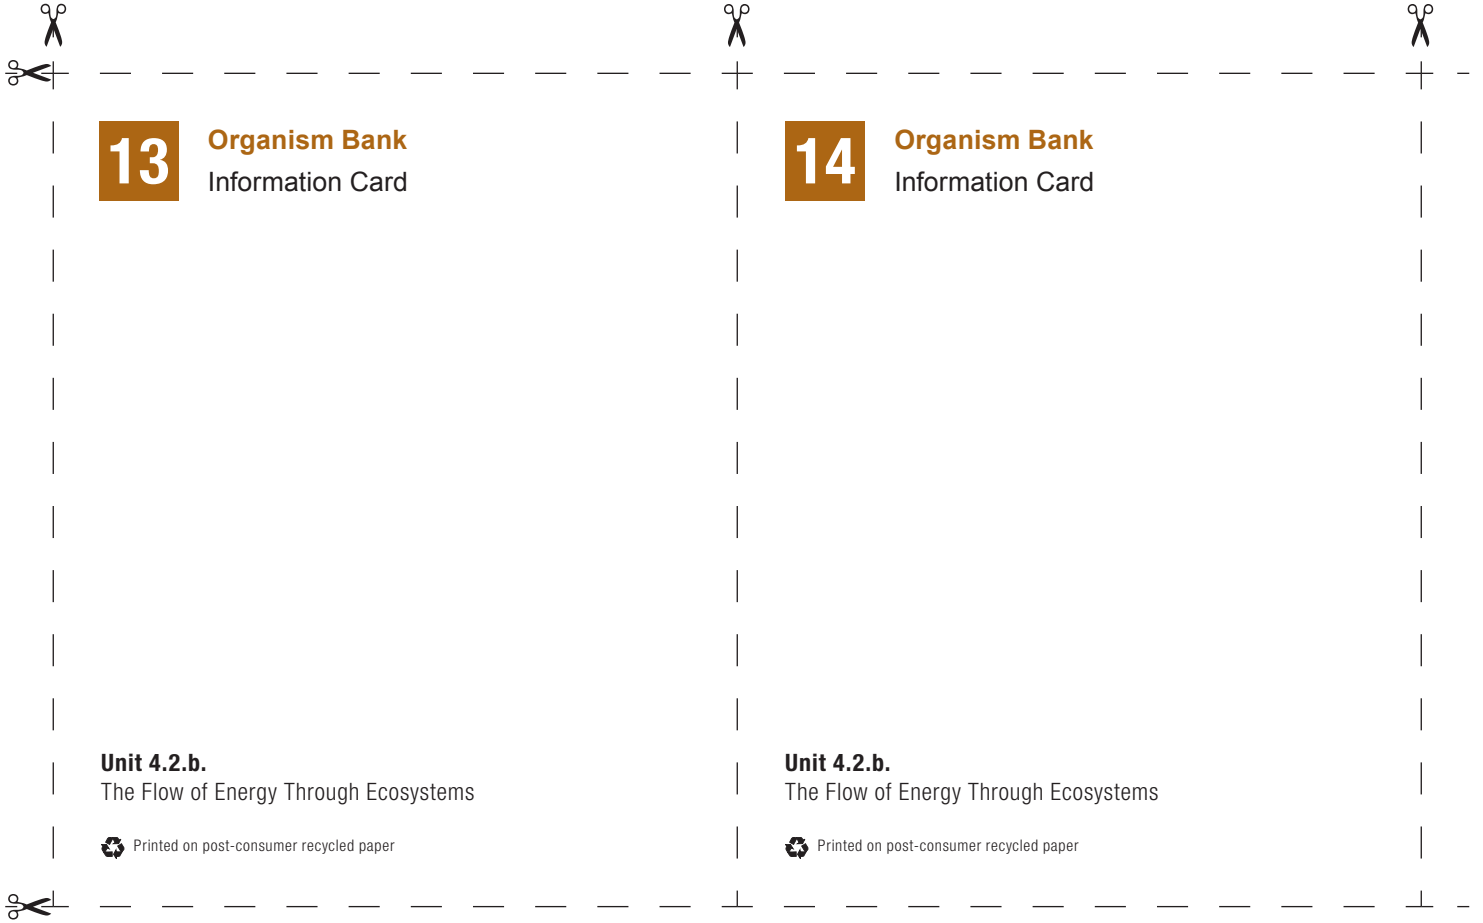 13
Organism Bank
Information Card
Unit 4.2.b.
The Flow of Energy Through Ecosystems
Printed on post-consumer recycled paper
14
Organism Bank
Information Card
Unit 4.2.b.
The Flow of Energy Through Ecosystems
Printed on post-consumer recycled paper